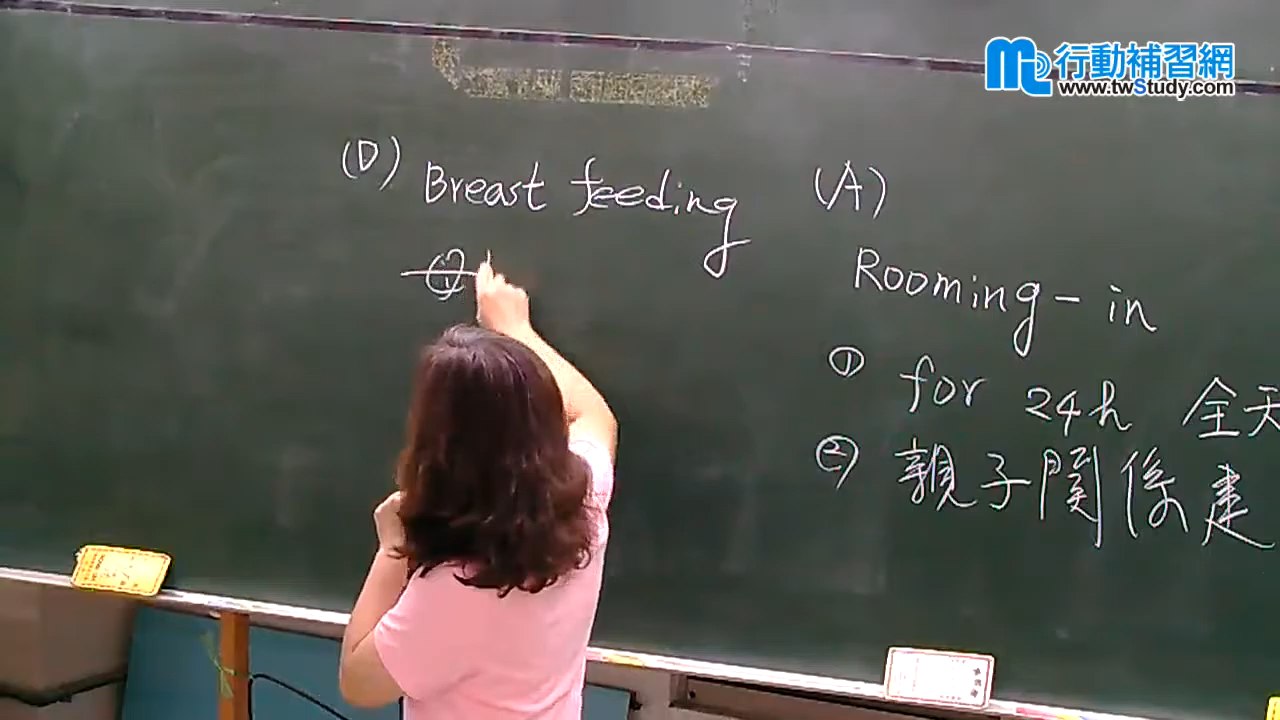 行動補習網
www.twStudy.com
(D) Breast feeding
(A)
Rooming-in
① for 24h 全天
② 親子関係建